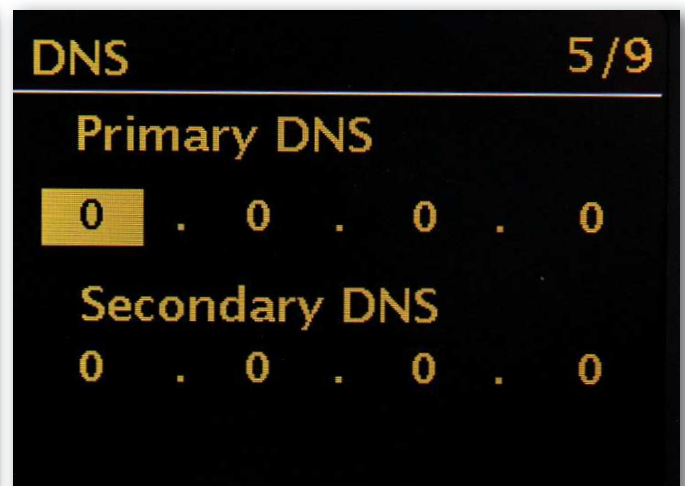 DNS 5/9
Primary DNS
0 . 0 . 0 . 0
Secondary DNS
0 . 0 . 0 . 0